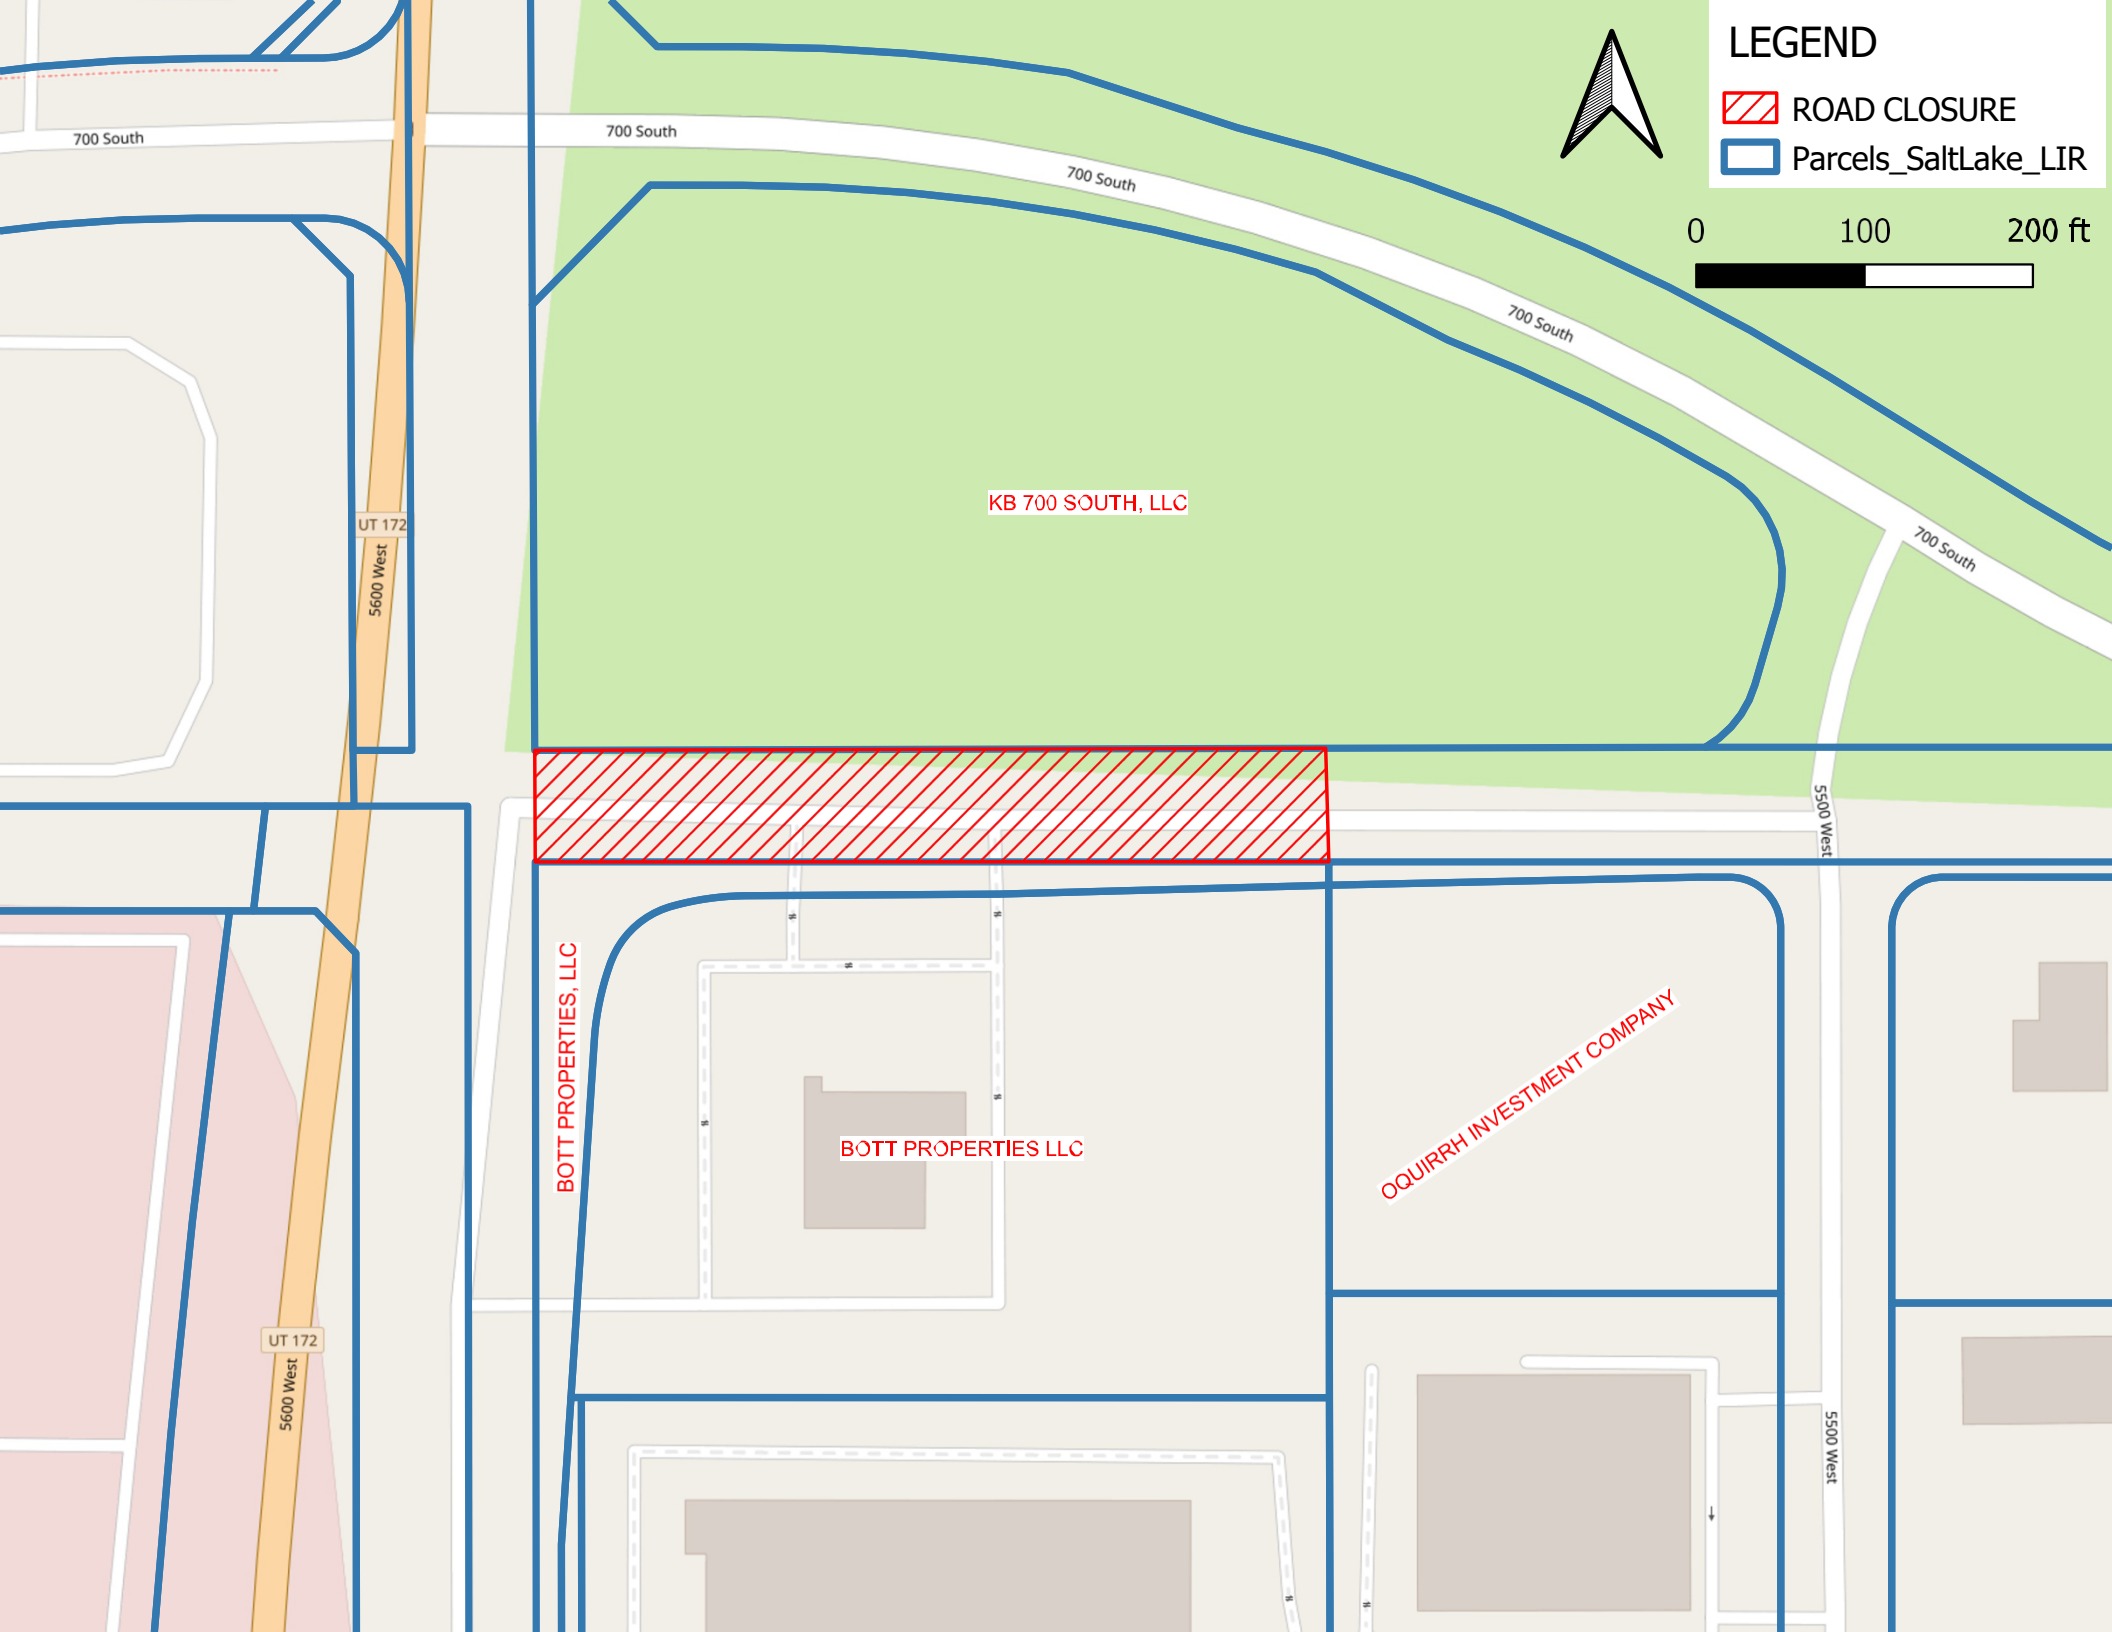 LEGEND
ROAD CLOSURE
Parcels_SaltLake_LIR
0 100 200 ft
700 South
700 South
700 South
700 South
700 South
UT 172
5600 West
KB 700 SOUTH, LLC
5500 West
BOTT PROPERTIES, LLC
BOTT PROPERTIES LLC
OQUIRRH INVESTMENT COMPANY
UT 172
5600 West
5500 West